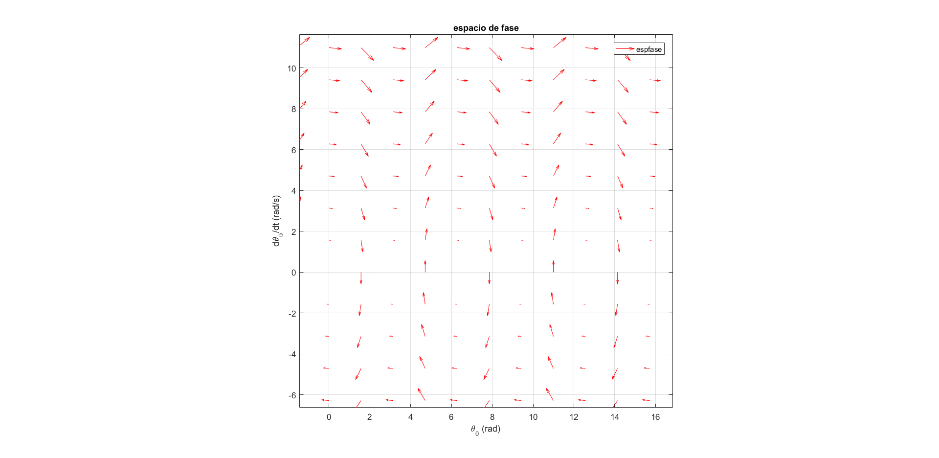 espacio de fase
espfase
10
8
6
4
2
0
-2
-4
-6
dθ₀/dt (rad/s)
0 2 4 6 8 10 12 14 16
θ₀ (rad)